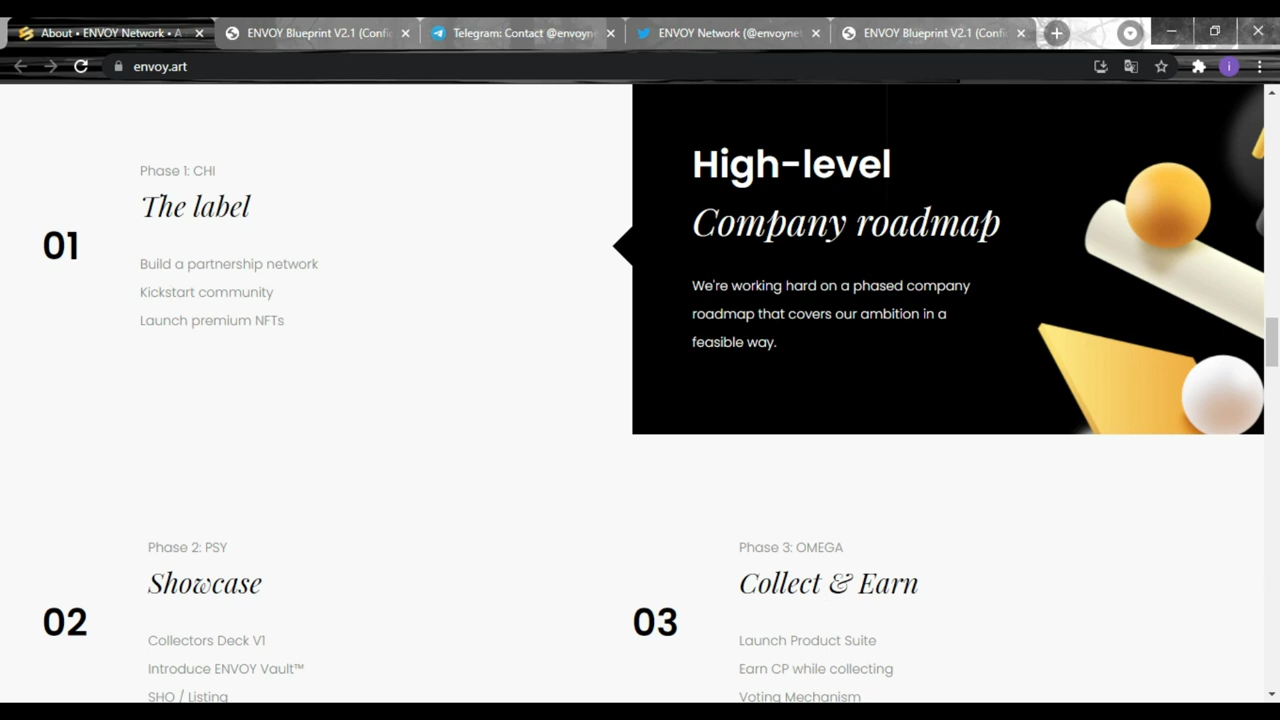 About • ENVOY Network • A
ENVOY Blueprint V2.1 (Confi
Telegram: Contact @envoyne
ENVOY Network (@envoynet
ENVOY Blueprint V2.1 (Confi
envoy.art
i
Phase 1: CHI
The label
01
Build a partnership network
Kickstart community
Launch premium NFTs
High-level
Company roadmap
We're working hard on a phased company
roadmap that covers our ambition in a
feasible way.
Phase 2: PSY
Showcase
02
Collectors Deck V1
Introduce ENVOY Vault™
SHO / Listing
Phase 3: OMEGA
Collect & Earn
03
Launch Product Suite
Earn CP while collecting
Voting Mechanism